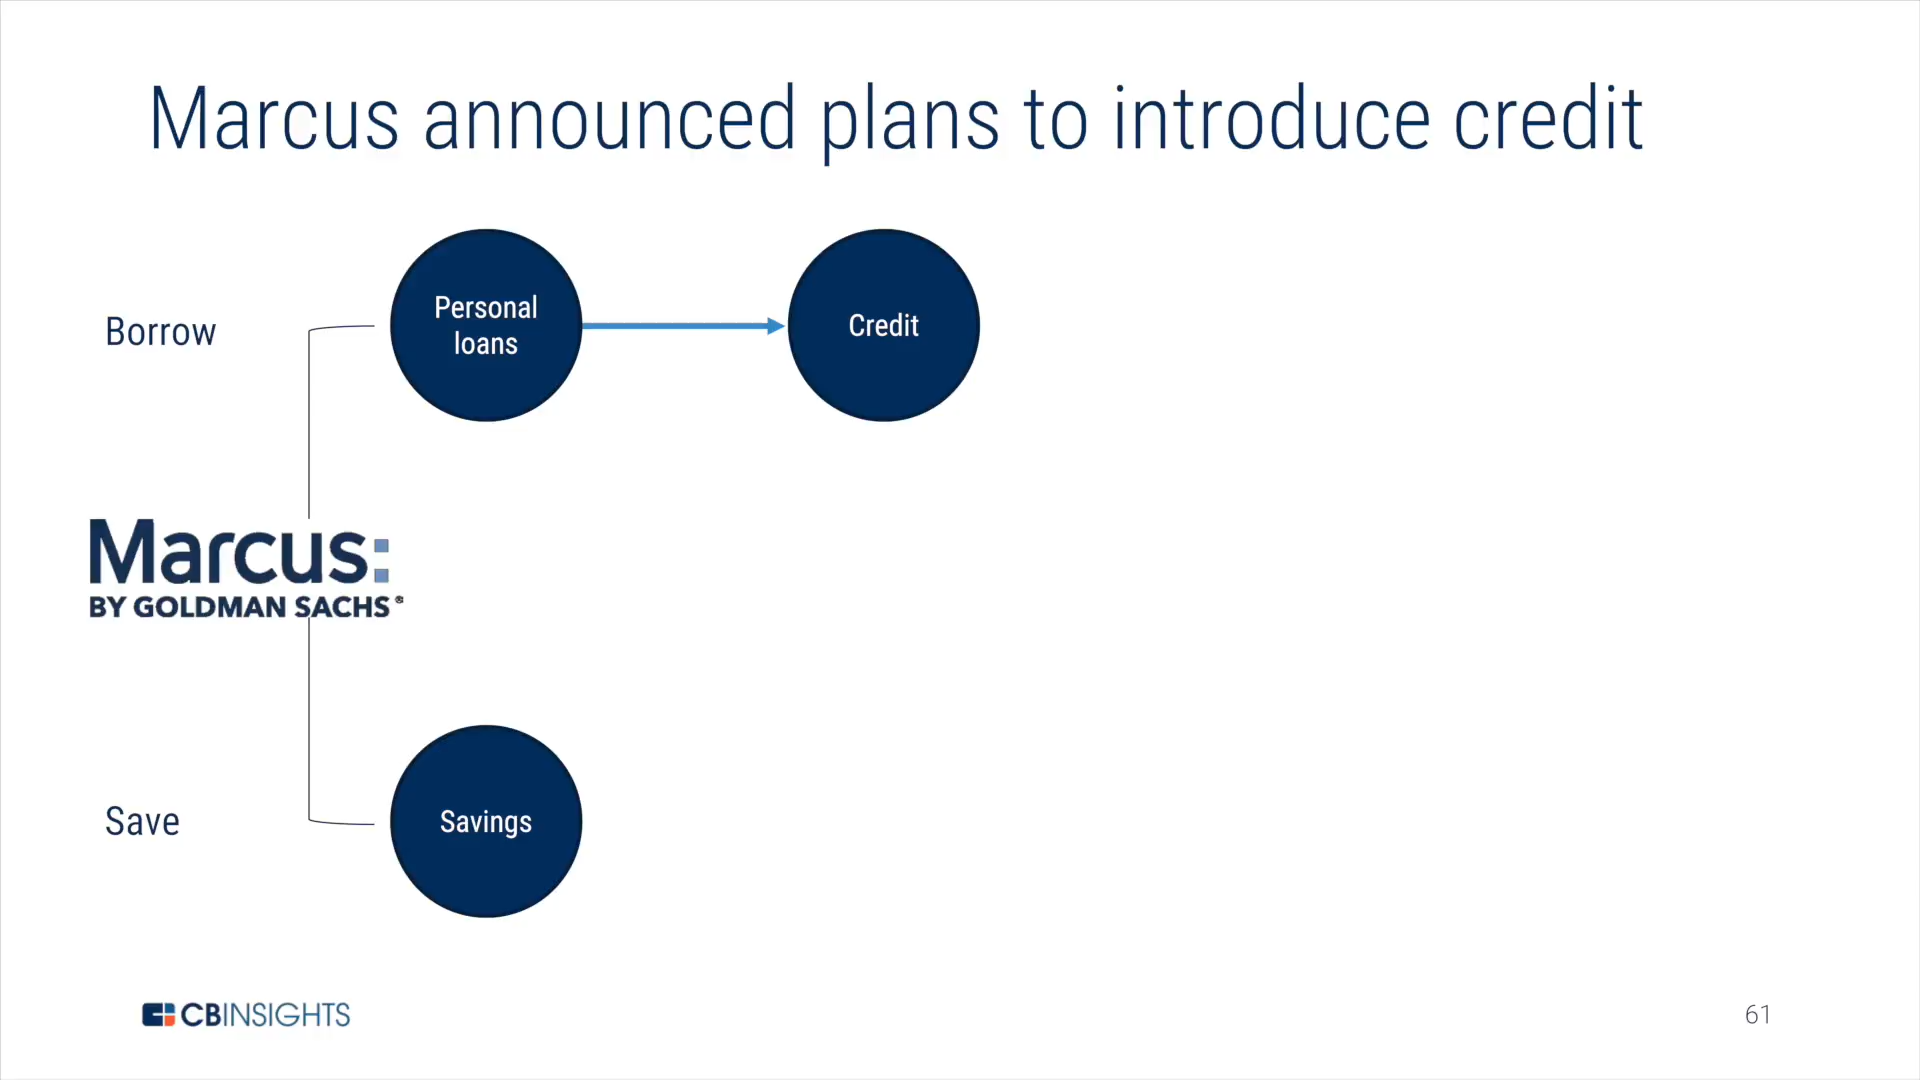 Marcus announced plans to introduce credit
Borrow
Personal
loans
Credit
Marcus:
BY GOLDMAN SACHS®
Save
Savings
CBINSIGHTS
61